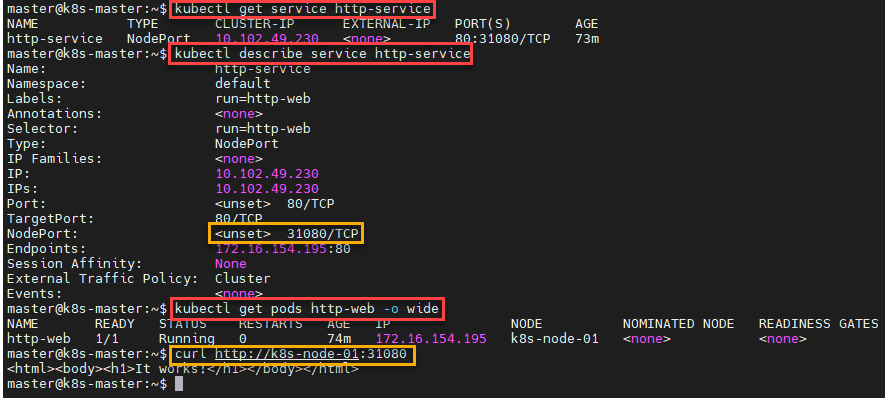 master@k8s-master:~$ kubectl get service http-service
NAME TYPE CLUSTER-IP EXTERNAL-IP PORT(S) AGE
http-service NodePort 10.102.49.230 <none> 80:31080/TCP 73m
master@k8s-master:~$ kubectl describe service http-service
Name: http-service
Namespace: default
Labels: run=http-web
Annotations: <none>
Selector: run=http-web
Type: NodePort
IP Families: <none>
IP: 10.102.49.230
IPs: 10.102.49.230
Port: <unset> 80/TCP
TargetPort: 80/TCP
NodePort: <unset> 31080/TCP
Endpoints: 172.16.154.195:80
Session Affinity: None
External Traffic Policy: Cluster
Events: <none>
master@k8s-master:~$ kubectl get pods http-web -o wide
NAME READY STATUS RESTARTS AGE IP NODE NOMINATED NODE READINESS GATES
http-web 1/1 Running 0 74m 172.16.154.195 k8s-node-01 <none> <none>
master@k8s-master:~$ curl http://k8s-node-01:31080
<html><body><h1>It works!</h1></body></html>
master@k8s-master:~$